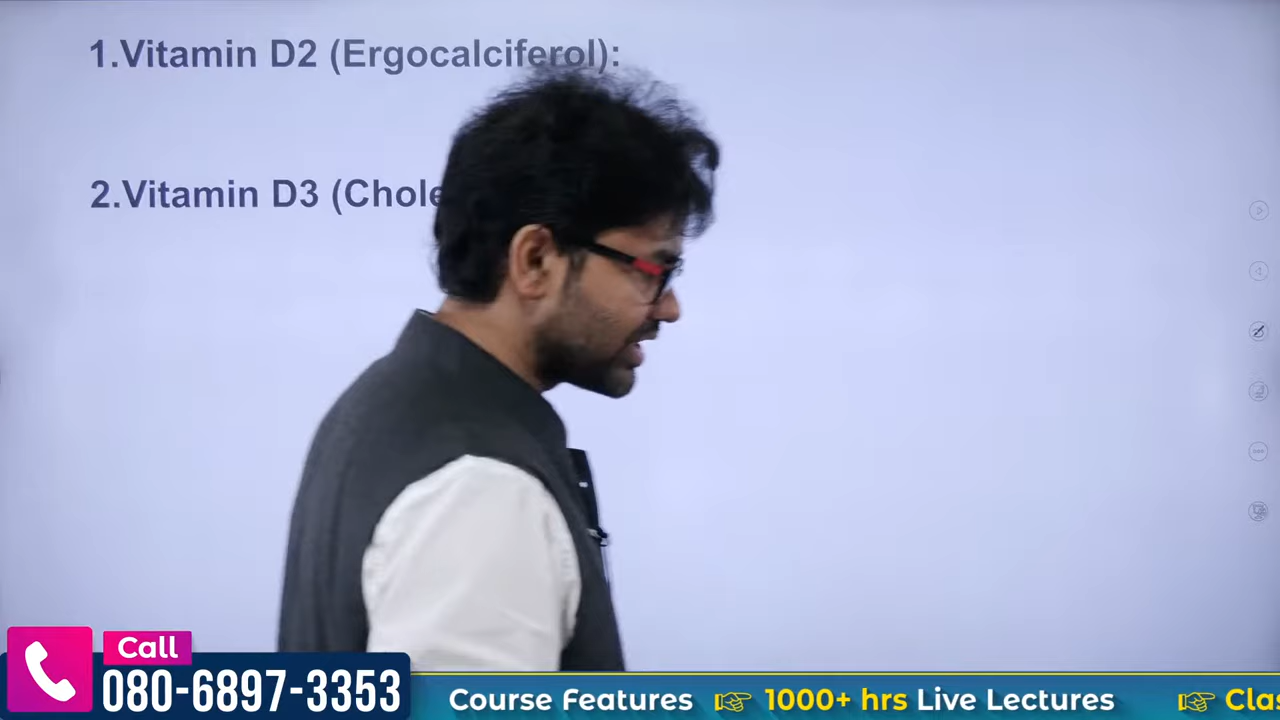 1.Vitamin D2 (Ergocalciferol):
2.Vitamin D3 (Chole
Call
080-6897-3353
Course Features 1000+ hrs Live Lectures Clas